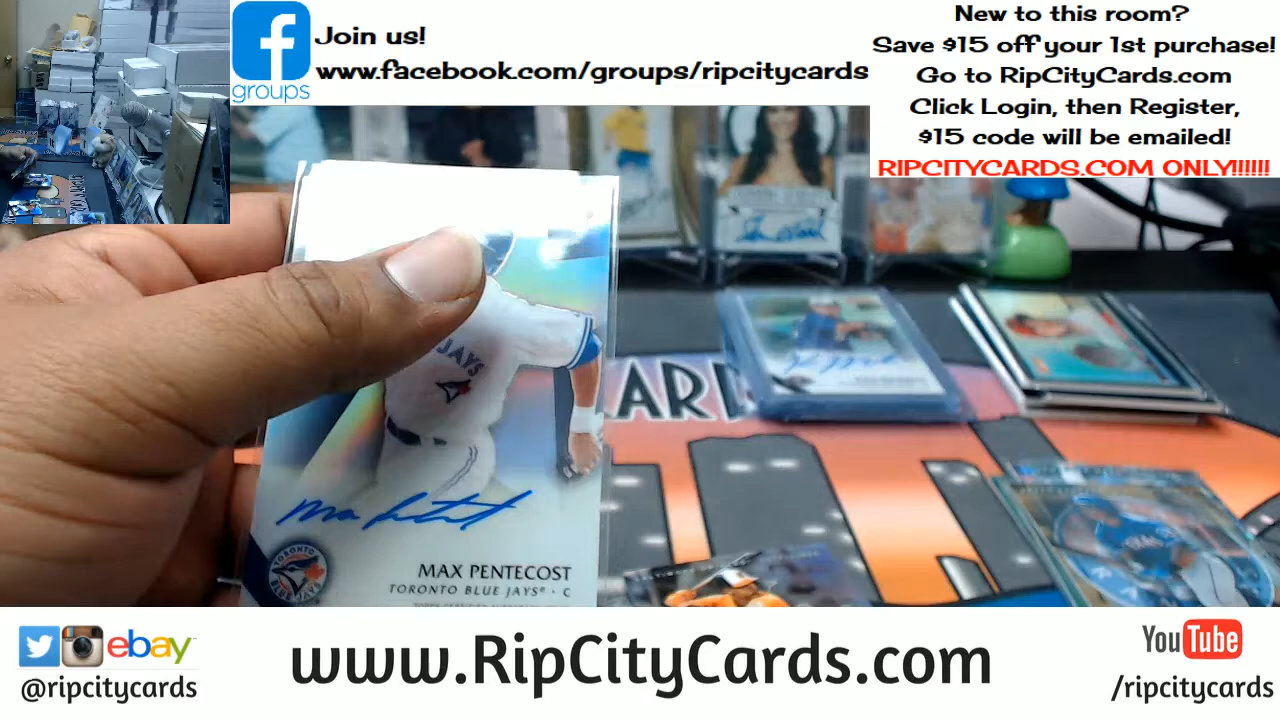 Join us!
www.facebook.com/groups/ripcitycards
groups
New to this room?
Save $15 off your 1st purchase!
Go to RipCityCards.com
Click Login, then Register,
$15 code will be emailed!
RIPCITYCARDS.COM ONLY!!!!!!
JAYS
MAX PENTECOST
TORONTO BLUE JAYS® • C
TORONTO
ARD
ebay
@ripcitycards
www.RipCityCards.com
YouTube
/ripcitycards